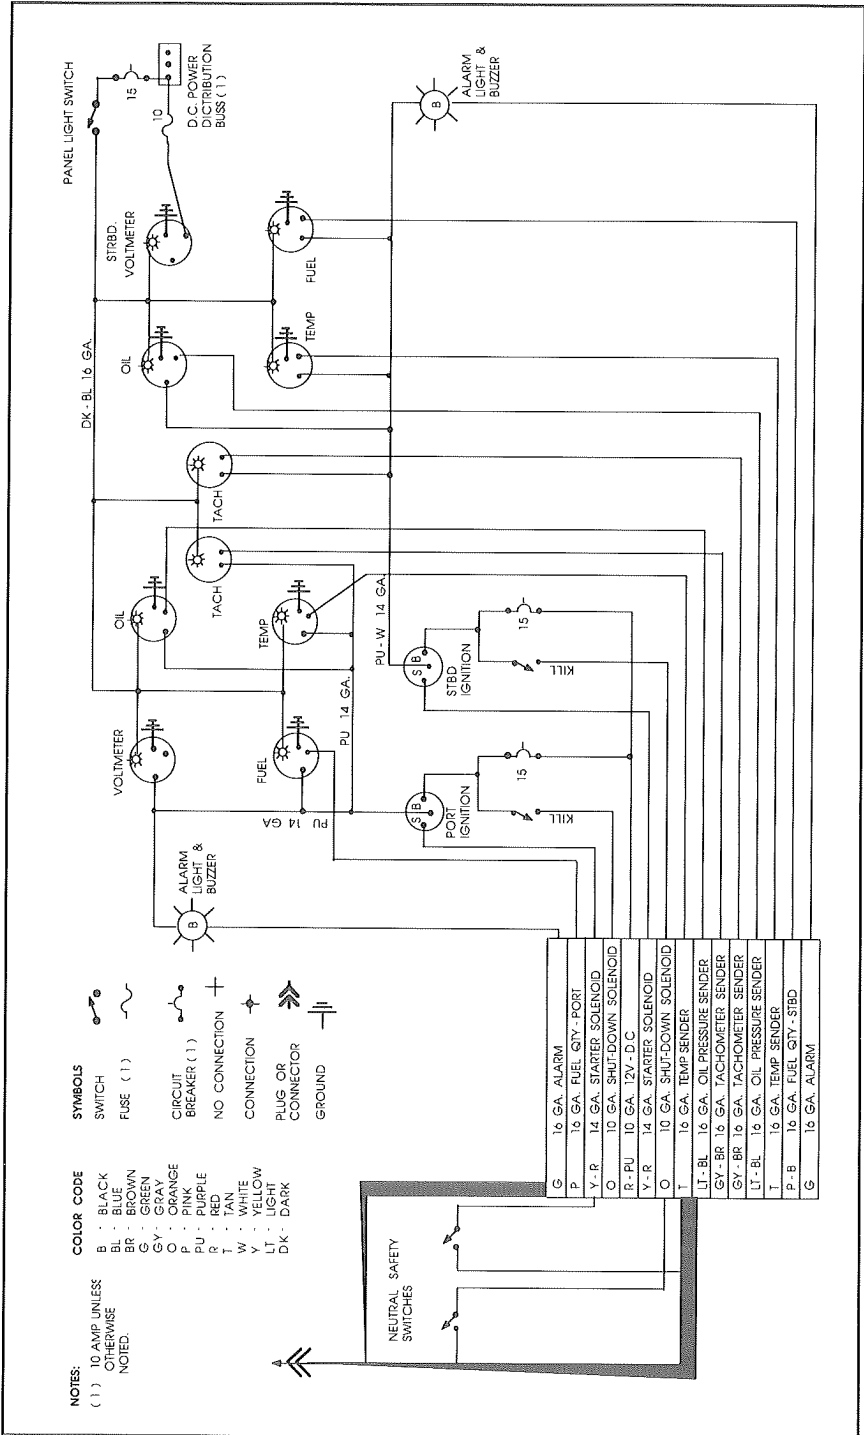 NOTES:
( 1 ) 10 AMP UNLESS
OTHERWISE
NOTED.
COLOR CODE
B - BLACK
BL - BLUE
BR - BROWN
G - GREEN
GY - GRAY
O - ORANGE
P - PINK
PU - PURPLE
R - RED
T - TAN
W - WHITE
Y - YELLOW
LT - LIGHT
DK - DARK
SYMBOLS
SWITCH
FUSE ( 1 )
CIRCUIT
BREAKER ( 1 )
NO CONNECTION
CONNECTION
PLUG OR
CONNECTOR
GROUND
NEUTRAL SAFETY
SWITCHES
G 16 GA. ALARM
P 16 GA. FUEL QTY - PORT
Y - R 14 GA. STARTER SOLENOID
O 10 GA. SHUT-DOWN SOLENOID
R - PU 10 GA. 12V - D.C
Y - R 14 GA. STARTER SOLENOID
O 10 GA. SHUT-DOWN SOLENOID
T 16 GA. TEMP SENDER
LT - BL 16 GA. OIL PRESSURE SENDER
GY - BR 16 GA. TACHOMETER SENDER
GY - BR 16 GA. TACHOMETER SENDER
LT - BL 16 GA. OIL PRESSURE SENDER
T 16 GA. TEMP SENDER
P - B 16 GA. FUEL QTY - STBD
G 16 GA. ALARM
ALARM
LIGHT &
BUZZER
B
VOLTMETER
OIL
FUEL
TEMP
PU 14 GA
PU 14 GA.
TACH
TACH
DK - BL 16 GA.
OIL
STRBD.
VOLTMETER
TEMP
FUEL
PANEL LIGHT SWITCH
15
10
D.C. POWER
DICTRIBUTION
BUSS ( 1 )
ALARM
LIGHT &
BUZZER
B
PU - W 14 GA.
S B
PORT
IGNITION
15
KILL
S B
STBD
IGNITION
15
KILL